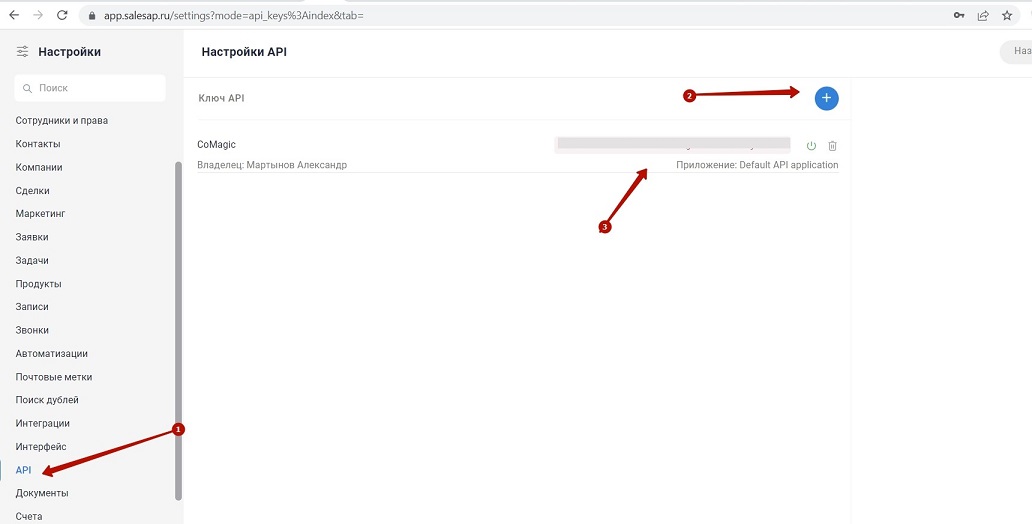 app.salesap.ru/settings?mode=api_keys%3Aindex&tab=
Настройки
Настройки API
Наз
Поиск
Ключ API
2
Сотрудники и права
Контакты
CoMagic
Компании
Владелец: Мартынов Александр
Приложение: Default API application
Сделки
Маркетинг
3
Заявки
Задачи
Продукты
Записи
Звонки
Автоматизации
Почтовые метки
Поиск дублей
Интеграции
1
Интерфейс
API
Документы
Счета